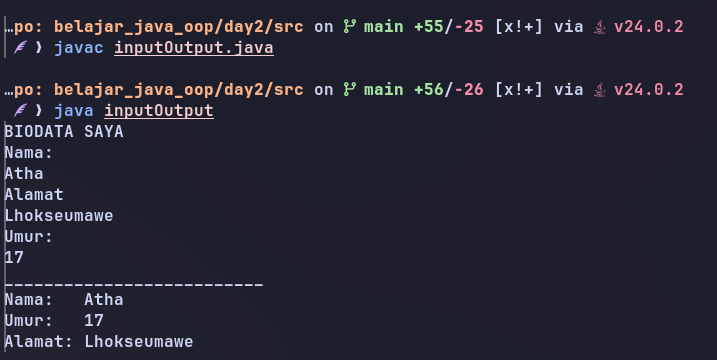 …po: belajar_java_oop/day2/src on main +55/-25 [x!+] via v24.0.2
❯ javac inputOutput.java
…po: belajar_java_oop/day2/src on main +56/-26 [x!+] via v24.0.2
❯ java inputOutput
BIODATA SAYA
Nama:
Atha
Alamat
Lhokseumawe
Umur:
17
__________________________
Nama:   Atha
Umur:   17
Alamat: Lhokseumawe